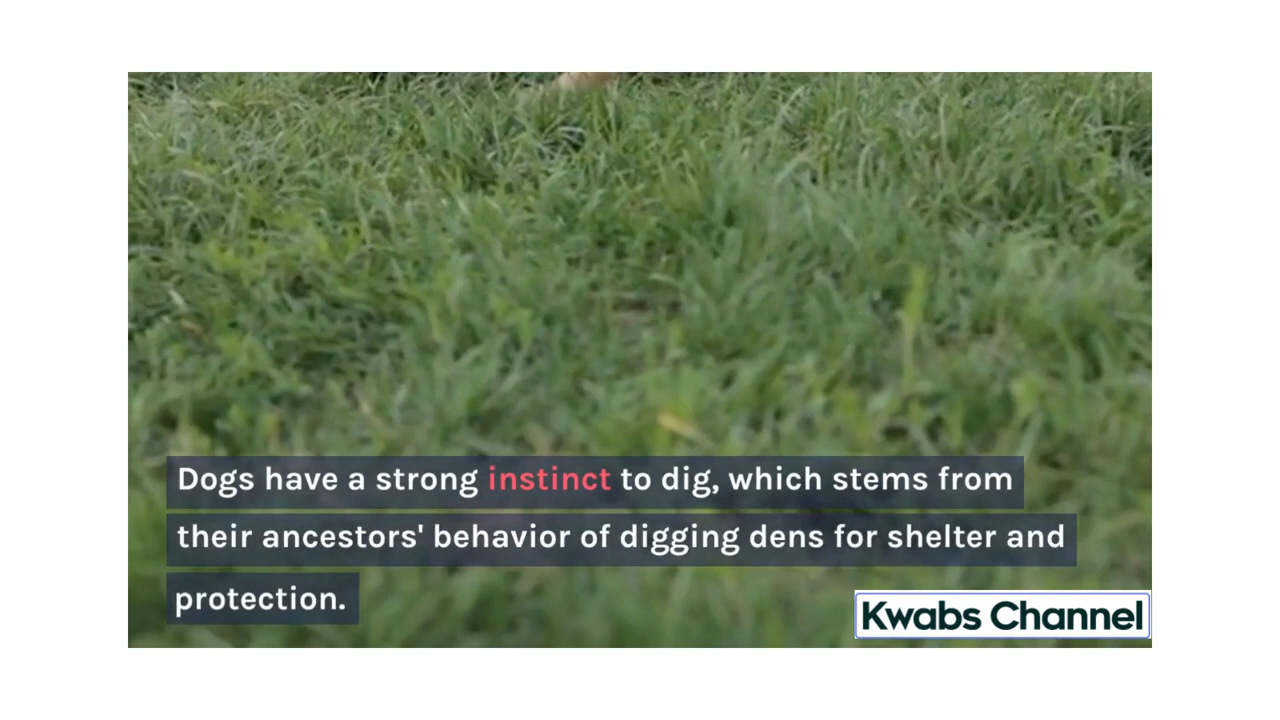 Dogs have a strong instinct to dig, which stems from
their ancestors' behavior of digging dens for shelter and
protection.
Kwabs Channel